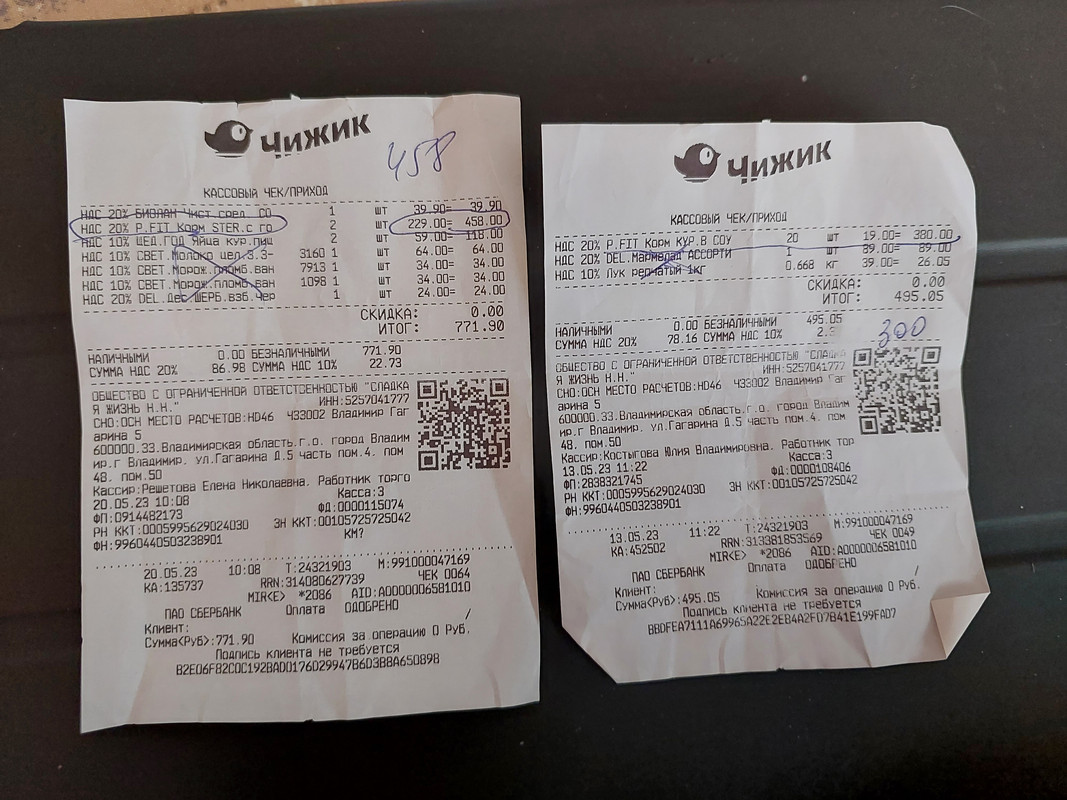 Чижик
458
КАССОВЫЙ ЧЕК/ПРИХОД
НДС 20% БИОЛАН Чист.сред. СО 1 шт 39.90= 39.90
НДС 20% P.FIT Корм STER.с го 2 шт 229.00= 458.00
НДС 10% ЩЕД.ГОД Яйца кур.пищ 2 шт 59.00= 118.00
НДС 10% СВЕТ.Молоко цел.3.3- 3160 1 шт 64.00= 64.00
НДС 10% СВЕТ.Морож.пломб.ван 7913 1 шт 34.00= 34.00
НДС 10% СВЕТ.Морож.пломб.ван 1098 1 шт 34.00= 34.00
НДС 20% DEL.Дес ШЕРБ.взб.чер 1 шт 24.00= 24.00
СКИДКА: 0.00
ИТОГ: 771.90
НАЛИЧНЫМИ 0.00 БЕЗНАЛИЧНЫМИ 771.90
СУММА НДС 20% 86.98 СУММА НДС 10% 22.73
ОБЩЕСТВО С ОГРАНИЧЕННОЙ ОТВЕТСТВЕННОСТЬЮ "СЛАДКА
Я ЖИЗНЬ Н.Н." ИНН:5257041777
СНО:ОСН МЕСТО РАСЧЕТОВ:HD46 Ч33002 Владимир Гаг
арина 5
600000.33.Владимирская область.г.о. город Владим
ир.г Владимир. ул.Гагарина Д.5 часть пом.4. пом
48. пом.50
Кассир:Решетова Елена Николаевна. Работник торго
20.05.23 10:08 Касса:3
ФП:0914482173 ФД:0000115074
РН ККТ:0005995629024030 ЗН ККТ:00105725725042
ФН:9960440503238901 КМ?
20.05.23 10:08 Т:24321903 М:991000047169
КА:135737 RRN:314080627739 ЧЕК 0064
MIR<E> *2086 AID:A0000006581010
ПАО СБЕРБАНК Оплата ОДОБРЕНО
Клиент: /
Сумма<Руб>:771.90 Комиссия за операцию 0 Руб.
Подпись клиента не требуется
B2ED6F82C0C192BAD0176D29947B6D3B8A650898
Чижик
КАССОВЫЙ ЧЕК/ПРИХОД
НДС 20% P.FIT Корм КУР.В СОУ 20 шт 19.00= 380.00
НДС 20% DEL.Мармелад АССОРТИ 1 шт 89.00= 89.00
НДС 10% Лук репчатый 1кг 0.668 кг 39.00= 26.05
СКИДКА: 0.00
ИТОГ: 495.05
НАЛИЧНЫМИ 0.00 БЕЗНАЛИЧНЫМИ 495.05
СУММА НДС 20% 78.16 СУММА НДС 10% 2.3
300
ОБЩЕСТВО С ОГРАНИЧЕННОЙ ОТВЕТСТВЕННОСТЬЮ "СЛАДКА
Я ЖИЗНЬ Н.Н." ИНН:5257041777
СНО:ОСН МЕСТО РАСЧЕТОВ:HD46 Ч33002 Владимир Гаг
арина 5
600000.33.Владимирская область.г.о. город Владим
ир.г Владимир. ул.Гагарина Д.5 часть пом.4. пом
48. пом.50
Кассир:Костыгова Юлия Владимировна. Работник тор
13.05.23 11:22 Касса:3
ФП:2838321745 ФД:0000108406
РН ККТ:0005995629024030 ЗН ККТ:00105725725042
ФН:9960440503238901
13.05.23 11:22 Т:24321903 М:991000047169
КА:452502 RRN:313381853569 ЧЕК 0049
MIR<E> *2086 AID:A0000006581010
ПАО СБЕРБАНК Оплата ОДОБРЕНО
Клиент: /
Сумма<Руб>:495.05 Комиссия за операцию 0 Руб.
Подпись клиента не требуется
BBDFEA7111A69965A22E2EB4A2FD7B41E199FAD7